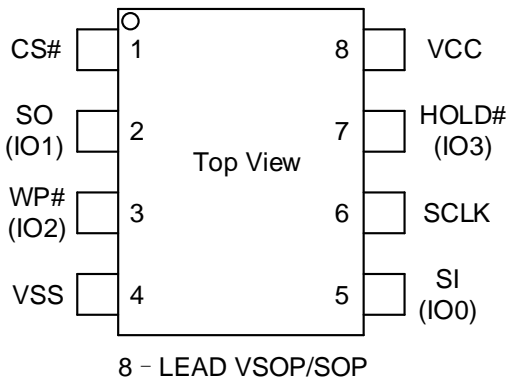 CS#
1
8
VCC
SO
(IO1)
2
7
HOLD#
(IO3)
Top View
WP#
(IO2)
3
6
SCLK
VSS
4
5
SI
(IO0)
8 – LEAD VSOP/SOP